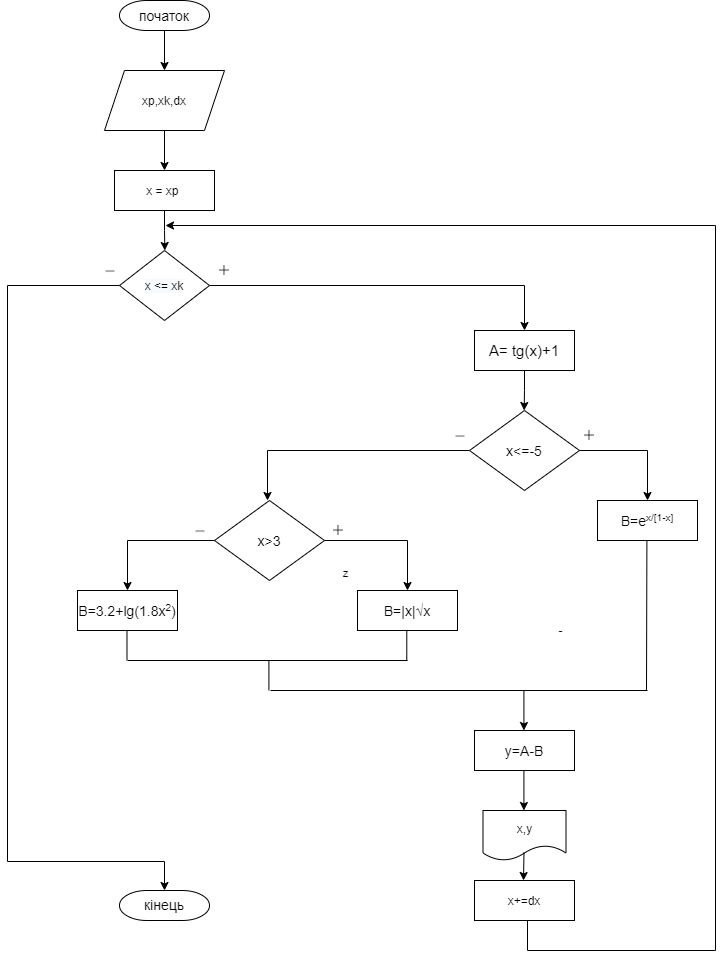 початок
xp,xk,dx
x = xp
− +
x <= xk
A= tg(x)+1
− +
x<=-5
B=e^x/[1-x]
− +
x>3
z
B=3.2+lg(1.8x²)
B=|x|√x
-
y=A-B
x,y
x+=dx
кінець